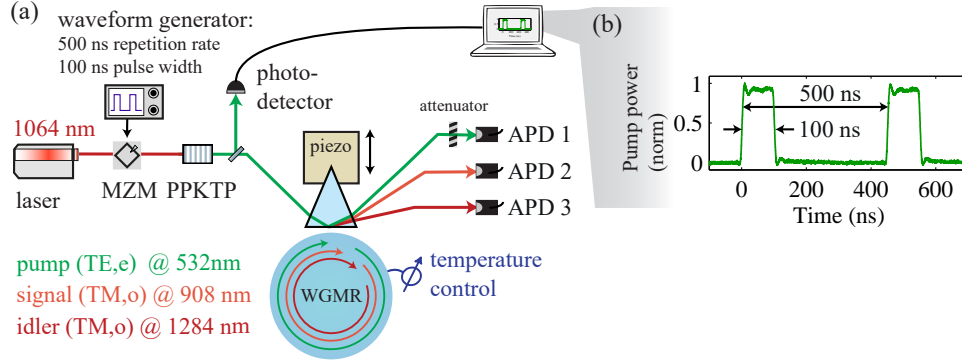 (a)
waveform generator:
500 ns repetition rate
100 ns pulse width
photo-
detector
1064 nm
laser
MZM
PPKTP
piezo
attenuator
APD 1
APD 2
APD 3
WGMR
temperature
control
pump (TE,e) @ 532nm
signal (TM,o) @ 908 nm
idler (TM,o) @ 1284 nm
(b)
Pump power
(norm)
1
0.5
0
500 ns
100 ns
0
200
400
600
Time (ns)